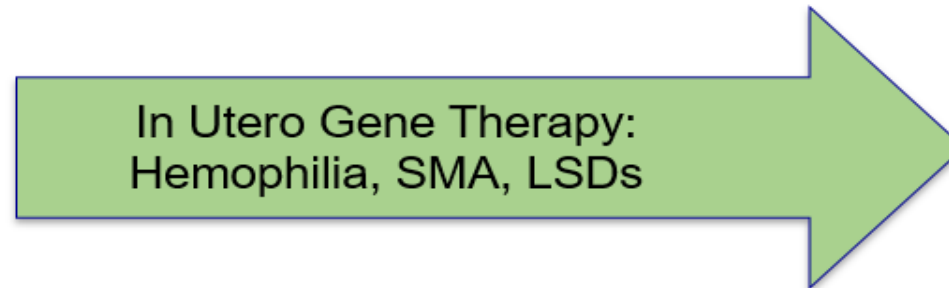 In Utero Gene Therapy:
Hemophilia, SMA, LSDs